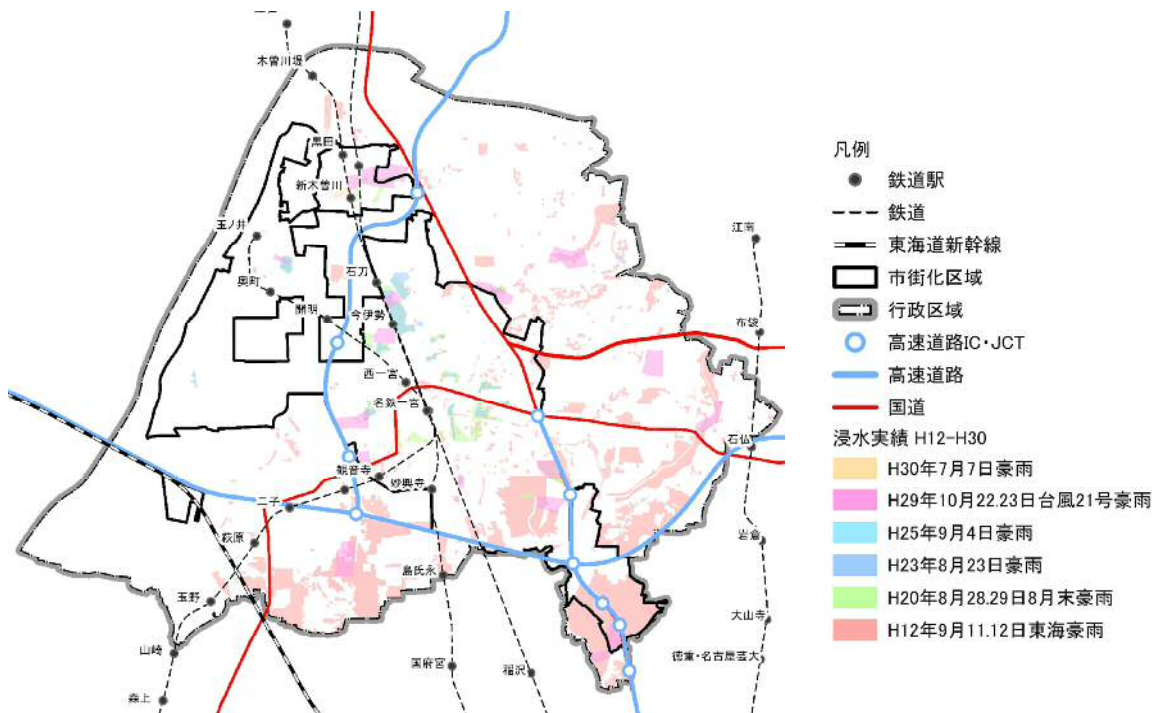 木曽川堤
黒田
新木曽川
玉ノ井
奥町
石刀
開明
今伊勢
西一宮
名鉄一宮
観音寺
妙興寺
二子
萩原
玉野
山崎
森上
島氏永
国府宮
稲沢
江南
布袋
石仏
岩倉
大山寺
徳重・名古屋芸大
凡例
鉄道駅
鉄道
東海道新幹線
市街化区域
行政区域
高速道路IC・JCT
高速道路
国道
浸水実績 H12-H30
H30年7月7日豪雨
H29年10月22.23日台風21号豪雨
H25年9月4日豪雨
H23年8月23日豪雨
H20年8月28.29日8月末豪雨
H12年9月11.12日東海豪雨